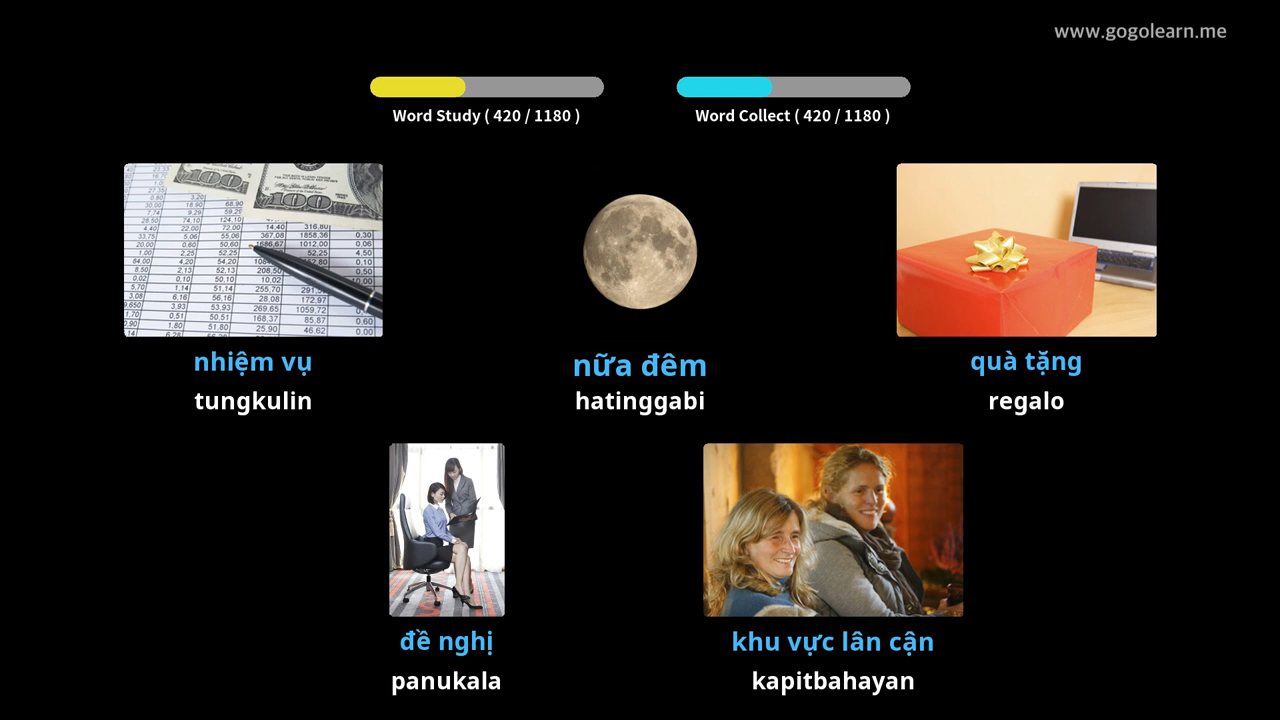 www.gogolearn.me
Word Study ( 420 / 1180 )
Word Collect ( 420 / 1180 )
nhiệm vụ
tungkulin
nữa đêm
hatinggabi
quà tặng
regalo
đề nghị
panukala
khu vực lân cận
kapitbahayan